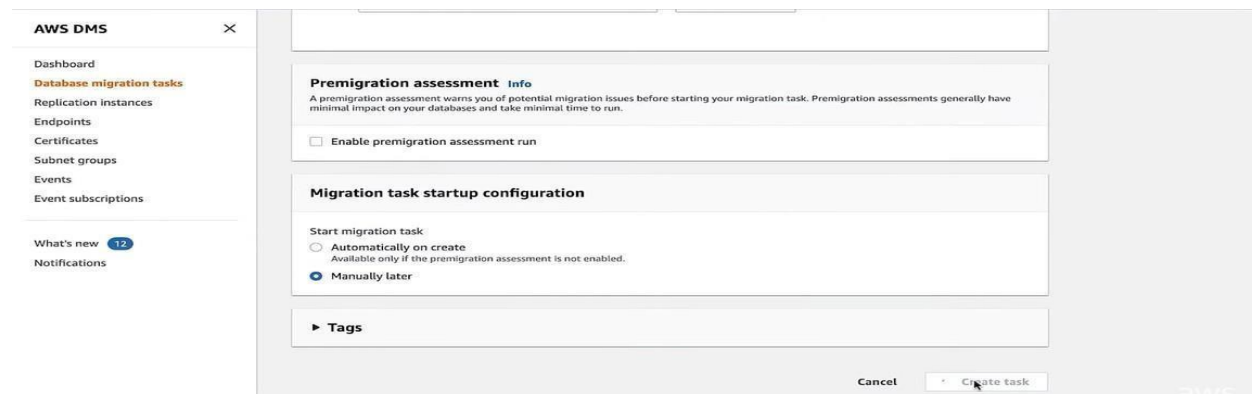 AWS DMS
Dashboard
Database migration tasks
Replication instances
Endpoints
Certificates
Subnet groups
Events
Event subscriptions
What's new 12
Notifications
Premigration assessment Info
A premigration assessment warns you of potential migration issues before starting your migration task. Premigration assessments generally have
minimal impact on your databases and take minimal time to run.
Enable premigration assessment run
Migration task startup configuration
Start migration task
Automatically on create
Available only if the premigration assessment is not enabled.
Manually later
Tags
Cancel
Create task
aws